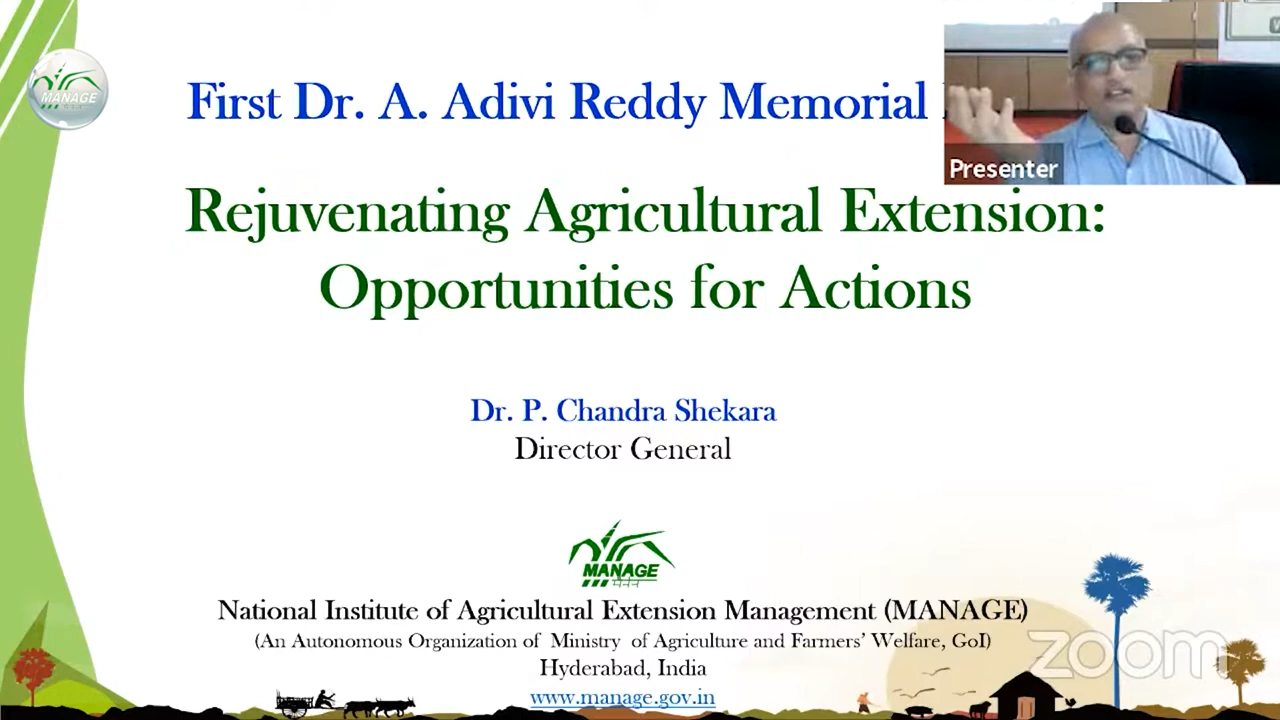 MANAGE
First Dr. A. Adivi Reddy Memorial
Presenter
Rejuvenating Agricultural Extension:
Opportunities for Actions
Dr. P. Chandra Shekara
Director General
MANAGE
National Institute of Agricultural Extension Management (MANAGE)
(An Autonomous Organization of Ministry of Agriculture and Farmers' Welfare, GoI)
Hyderabad, India
www.manage.gov.in
zoom